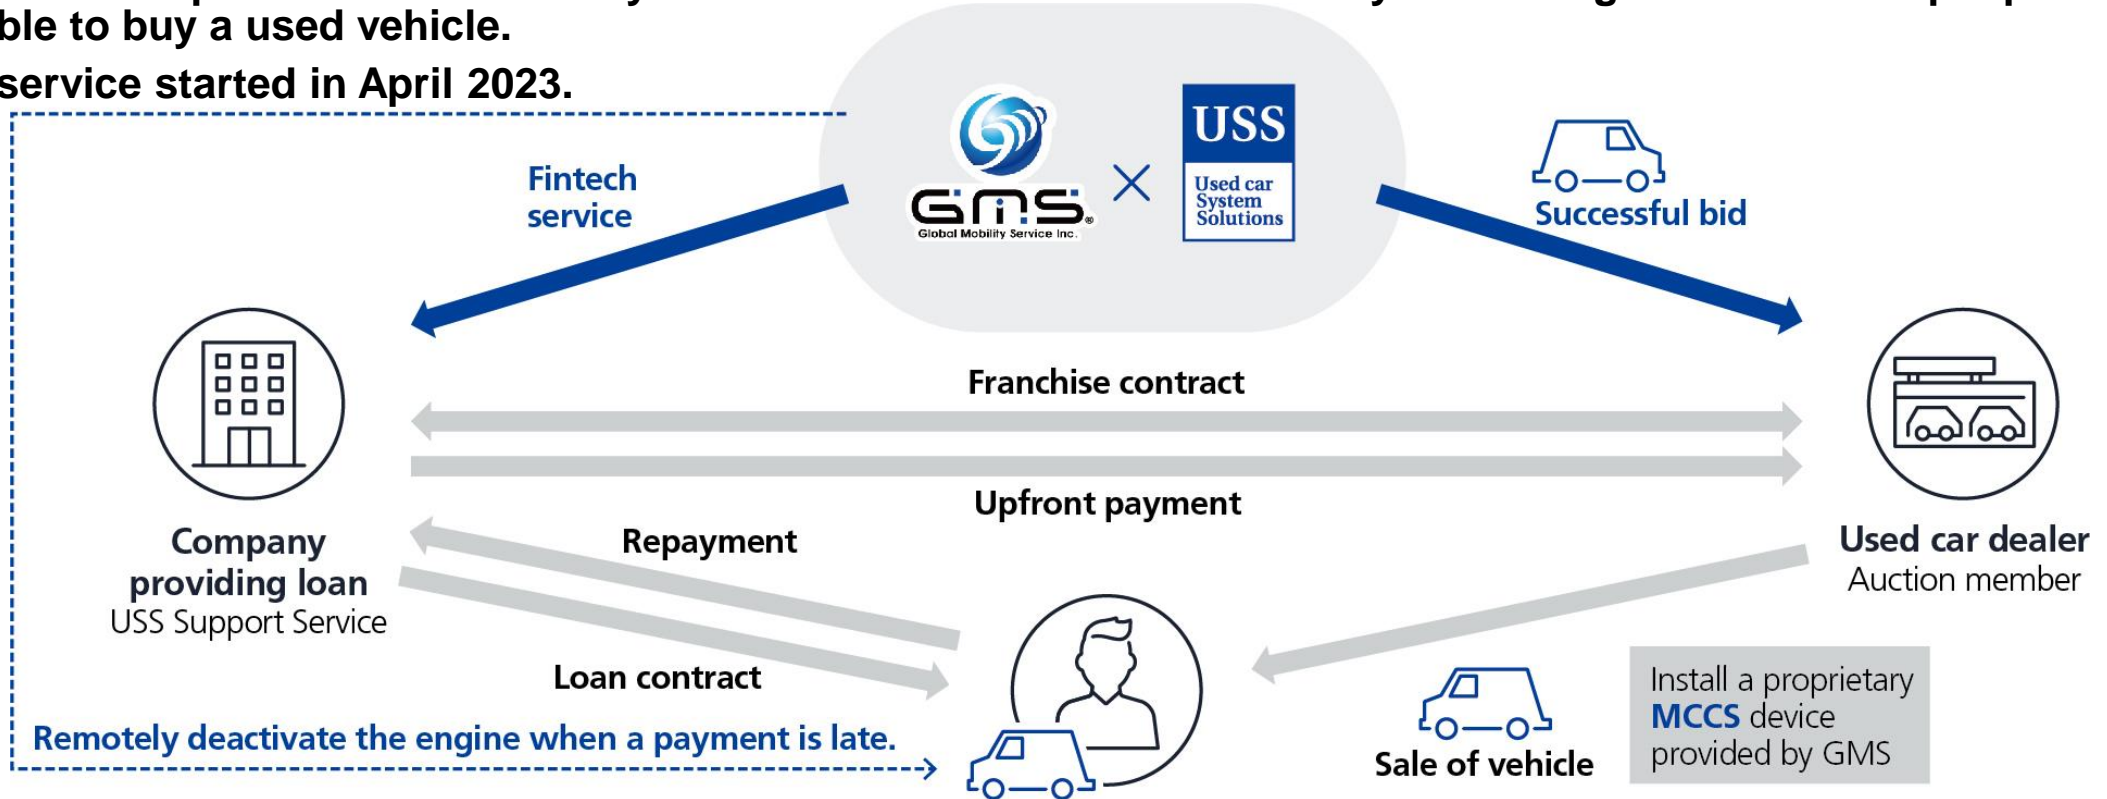 ble to buy a used vehicle.
service started in April 2023.
GMS®
Global Mobility Service Inc.
×
USS
Used car
System
Solutions
Fintech
service
Successful bid
Franchise contract
Upfront payment
Repayment
Company
providing loan
USS Support Service
Used car dealer
Auction member
Loan contract
Remotely deactivate the engine when a payment is late.
Sale of vehicle
Install a proprietary
MCCS device
provided by GMS